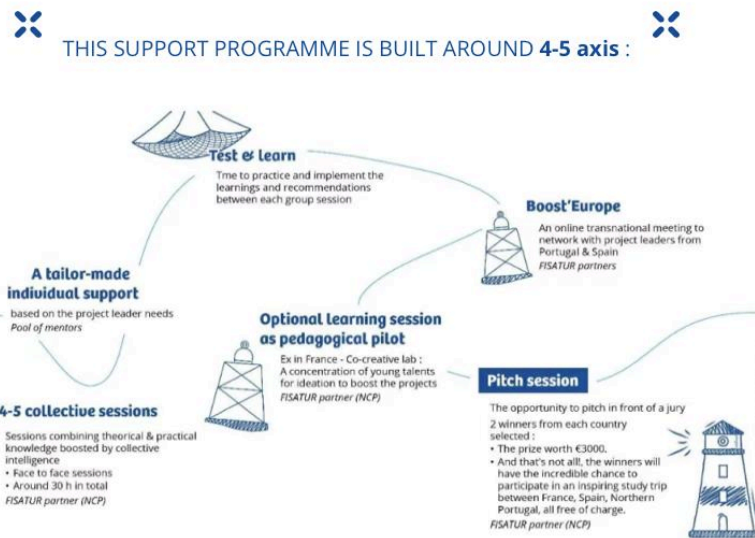 THIS SUPPORT PROGRAMME IS BUILT AROUND 4-5 axis :
Test & learn
Tme to practice and implement the
learnings and recommendations
between each group session
Boost'Europe
An online transnational meeting to
network with project leaders from
Portugal & Spain
FISATUR partners
A tailor-made
individual support
based on the project leader needs
Pool of mentors
Optional learning session
as pedagogical pilot
Ex in France - Co-creative lab :
A concentration of young talents
for ideation to boost the projects
FISATUR partner (NCP)
4-5 collective sessions
Sessions combining theorical & practical
knowledge boosted by collective
intelligence
• Face to face sessions
• Around 30 h in total
FISATUR partner (NCP)
Pitch session
The opportunity to pitch in front of a jury
2 winners from each country
selected :
• The prize worth €3000.
• And that's not all!, the winners will
have the incredible chance to
participate in an inspiring study trip
between France, Spain, Northern
Portugal, all free of charge.
FISATUR partner (NCP)